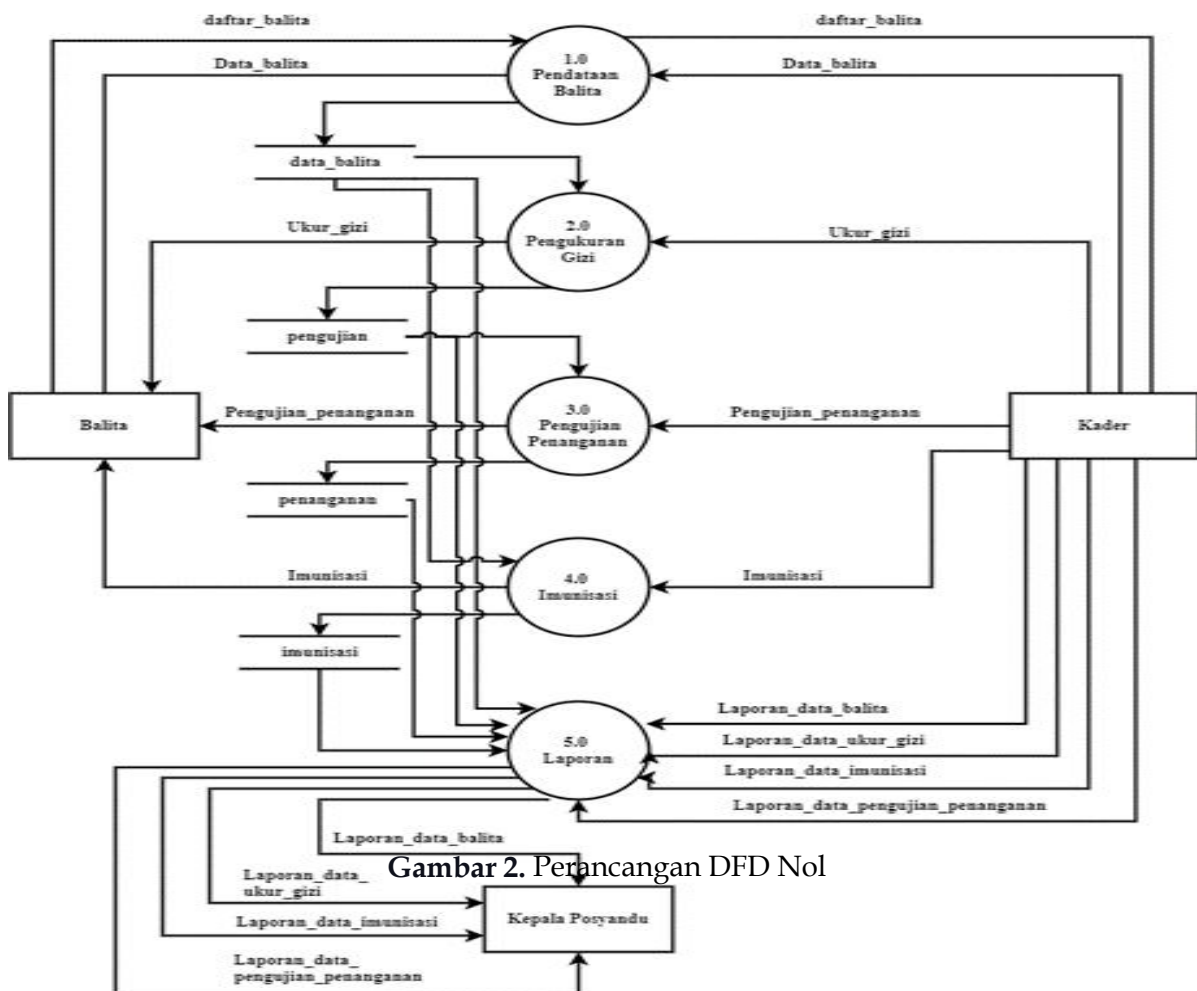 daftar_balita
daftar_balita
1.0
Pendataan
Balita
Data_balita
Data_balita
data_balita
2.0
Pengukuran
Gizi
Ukur_gizi
Ukur_gizi
pengujian
3.0
Pengujian
Penanganan
Pengujian_penanganan
Pengujian_penanganan
Balita
Kader
penanganan
4.0
Imunisasi
Imunisasi
Imunisasi
imunisasi
5.0
Laporan
Laporan_data_balita
Laporan_data_ukur_gizi
Laporan_data_imunisasi
Laporan_data_pengujian_penanganan
Laporan_data_balita
Gambar 2. Perancangan DFD Nol
Laporan_data_
ukur_gizi
Laporan_data_imunisasi
Kepala Posyandu
Laporan_data_
pengujian_penanganan